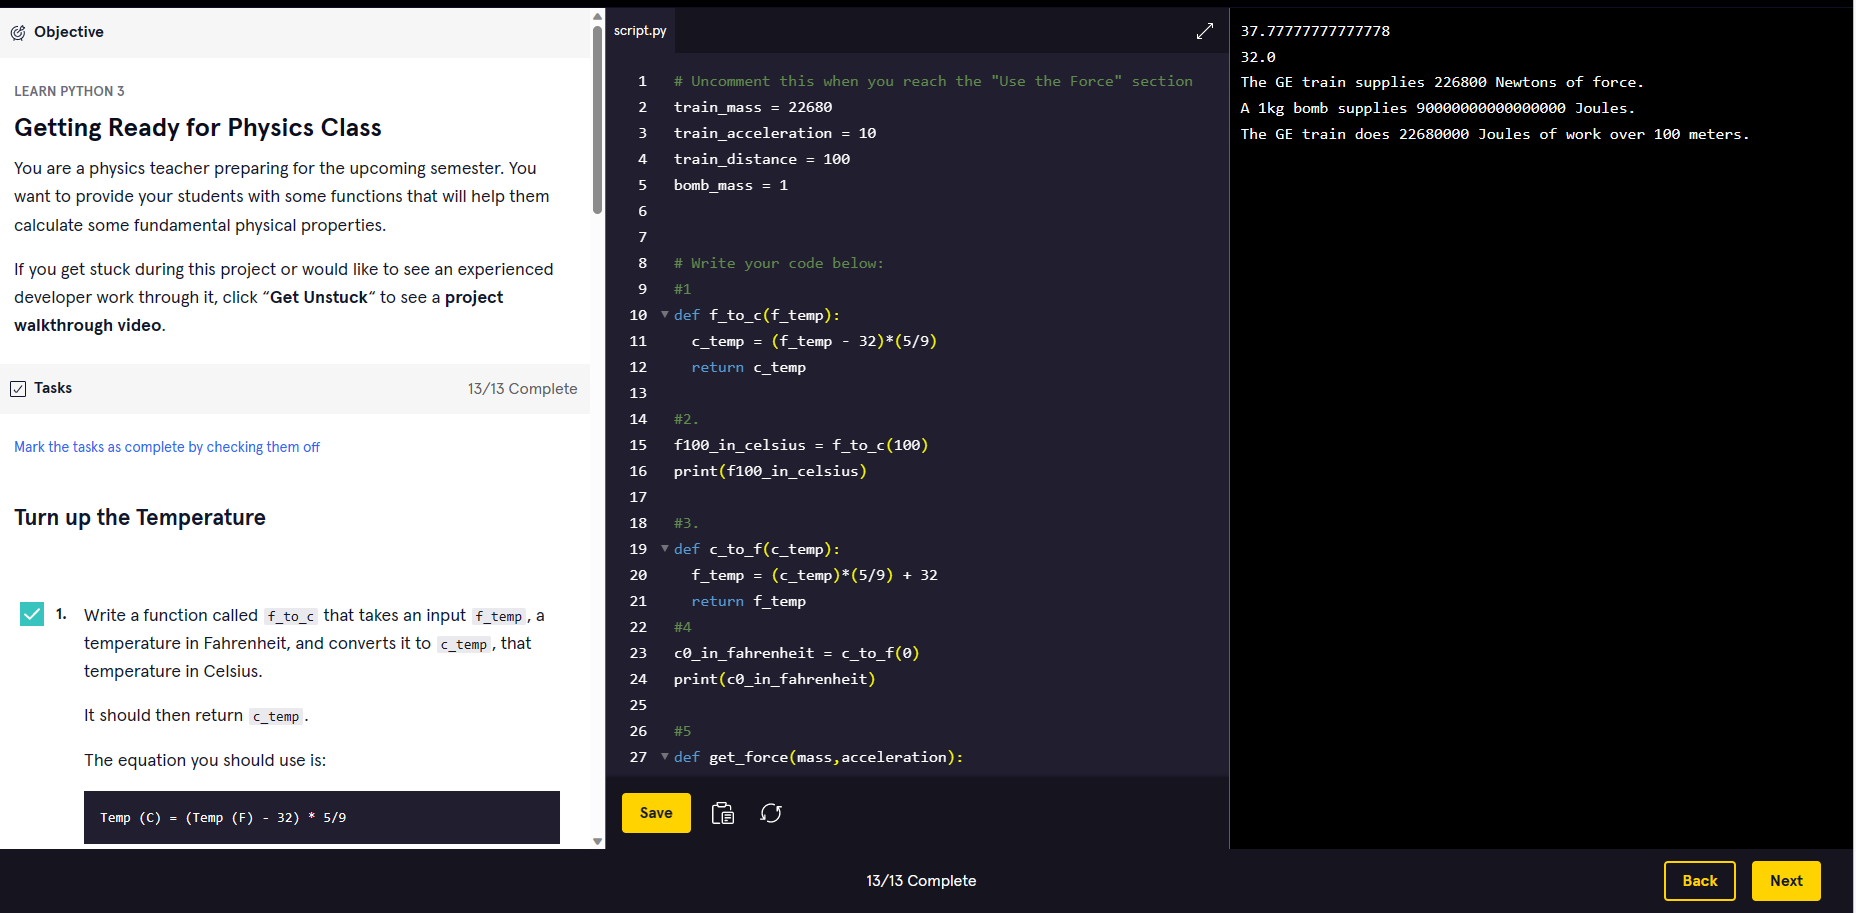 Objective
LEARN PYTHON 3
Getting Ready for Physics Class
You are a physics teacher preparing for the upcoming semester. You
want to provide your students with some functions that will help them
calculate some fundamental physical properties.
If you get stuck during this project or would like to see an experienced
developer work through it, click “Get Unstuck“ to see a project
walkthrough video.
Tasks
13/13 Complete
Mark the tasks as complete by checking them off
Turn up the Temperature
1. Write a function called f_to_c that takes an input f_temp, a
temperature in Fahrenheit, and converts it to c_temp, that
temperature in Celsius.
It should then return c_temp.
The equation you should use is:
Temp (C) = (Temp (F) - 32) * 5/9
script.py
1 # Uncomment this when you reach the "Use the Force" section
2 train_mass = 22680
3 train_acceleration = 10
4 train_distance = 100
5 bomb_mass = 1
6
7
8 # Write your code below:
9 #1
10 def f_to_c(f_temp):
11   c_temp = (f_temp - 32)*(5/9)
12   return c_temp
13
14 #2.
15 f100_in_celsius = f_to_c(100)
16 print(f100_in_celsius)
17
18 #3.
19 def c_to_f(c_temp):
20   f_temp = (c_temp)*(5/9) + 32
21   return f_temp
22 #4
23 c0_in_fahrenheit = c_to_f(0)
24 print(c0_in_fahrenheit)
25
26 #5
27 def get_force(mass,acceleration):
Save
37.77777777777778
32.0
The GE train supplies 226800 Newtons of force.
A 1kg bomb supplies 90000000000000000 Joules.
The GE train does 22680000 Joules of work over 100 meters.
13/13 Complete
Back
Next